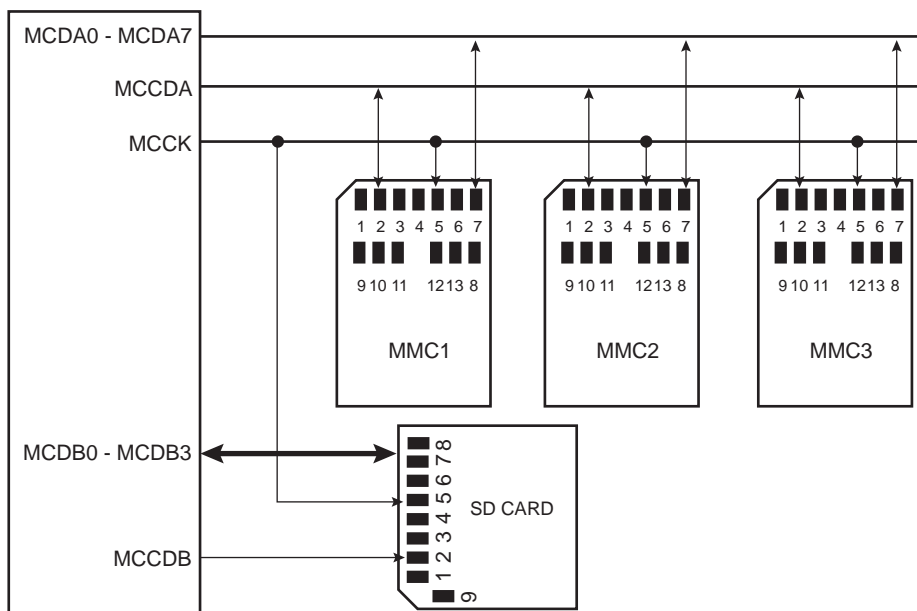 MCDA0 - MCDA7
MCCDA
MCCK
1 2 3 4 5 6 7
9 10 11 12 13 8
MMC1
1 2 3 4 5 6 7
9 10 11 12 13 8
MMC2
1 2 3 4 5 6 7
9 10 11 12 13 8
MMC3
MCDB0 - MCDB3
MCCDB
1 2 3 4 5 6 7 8
9
SD CARD